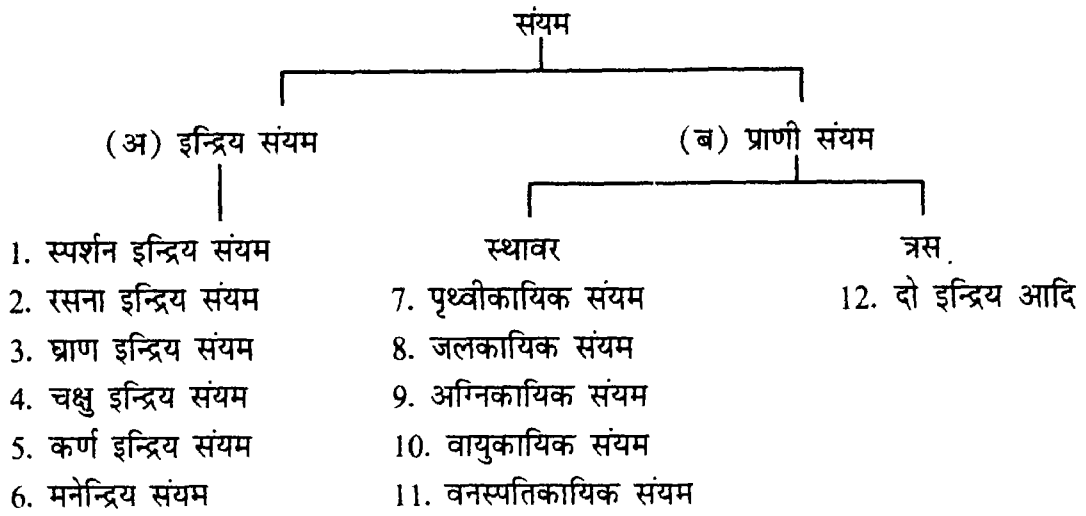 संयम
(अ) इन्द्रिय संयम
(ब) प्राणी संयम
1. स्पर्शन इन्द्रिय संयम
2. रसना इन्द्रिय संयम
3. घ्राण इन्द्रिय संयम
4. चक्षु इन्द्रिय संयम
5. कर्ण इन्द्रिय संयम
6. मनेन्द्रिय संयम
स्थावर
7. पृथ्वीकायिक संयम
8. जलकायिक संयम
9. अग्निकायिक संयम
10. वायुकायिक संयम
11. वनस्पतिकायिक संयम
त्रस
12. दो इन्द्रिय आदि